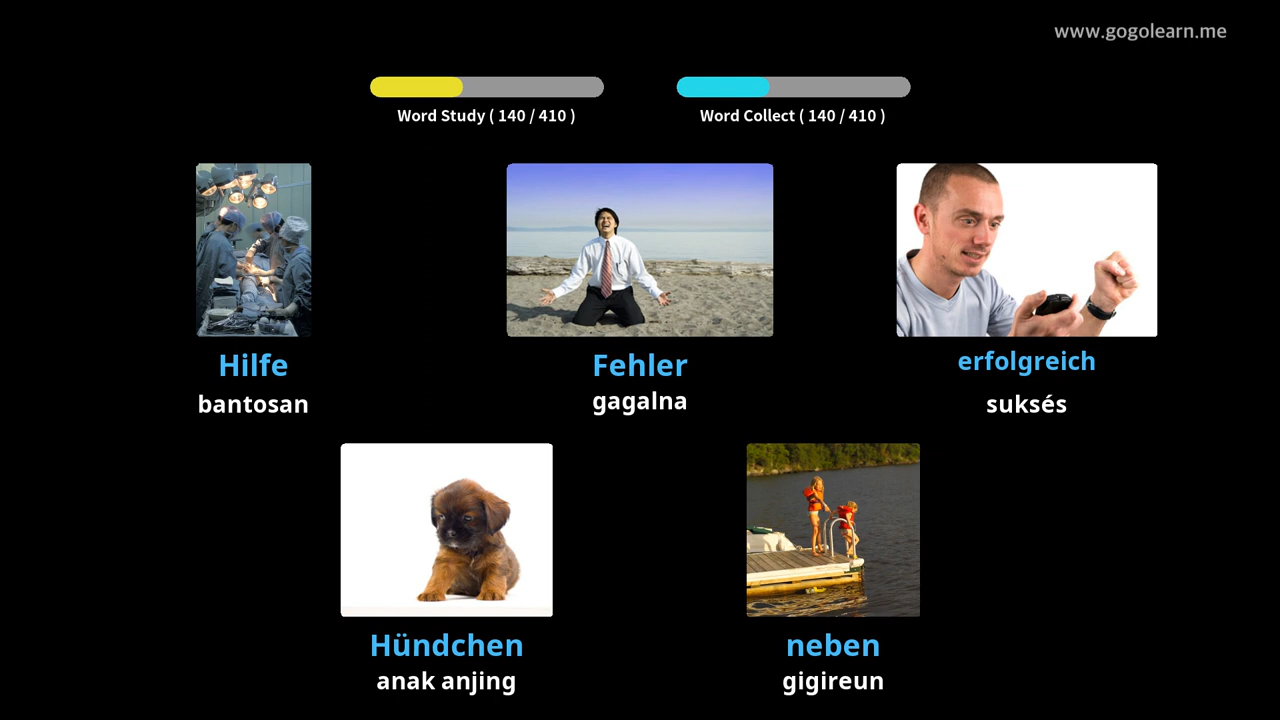 www.gogolearn.me
Word Study ( 140 / 410 )
Word Collect ( 140 / 410 )
Hilfe
bantosan
Fehler
gagalna
erfolgreich
suksés
Hündchen
anak anjing
neben
gigireun